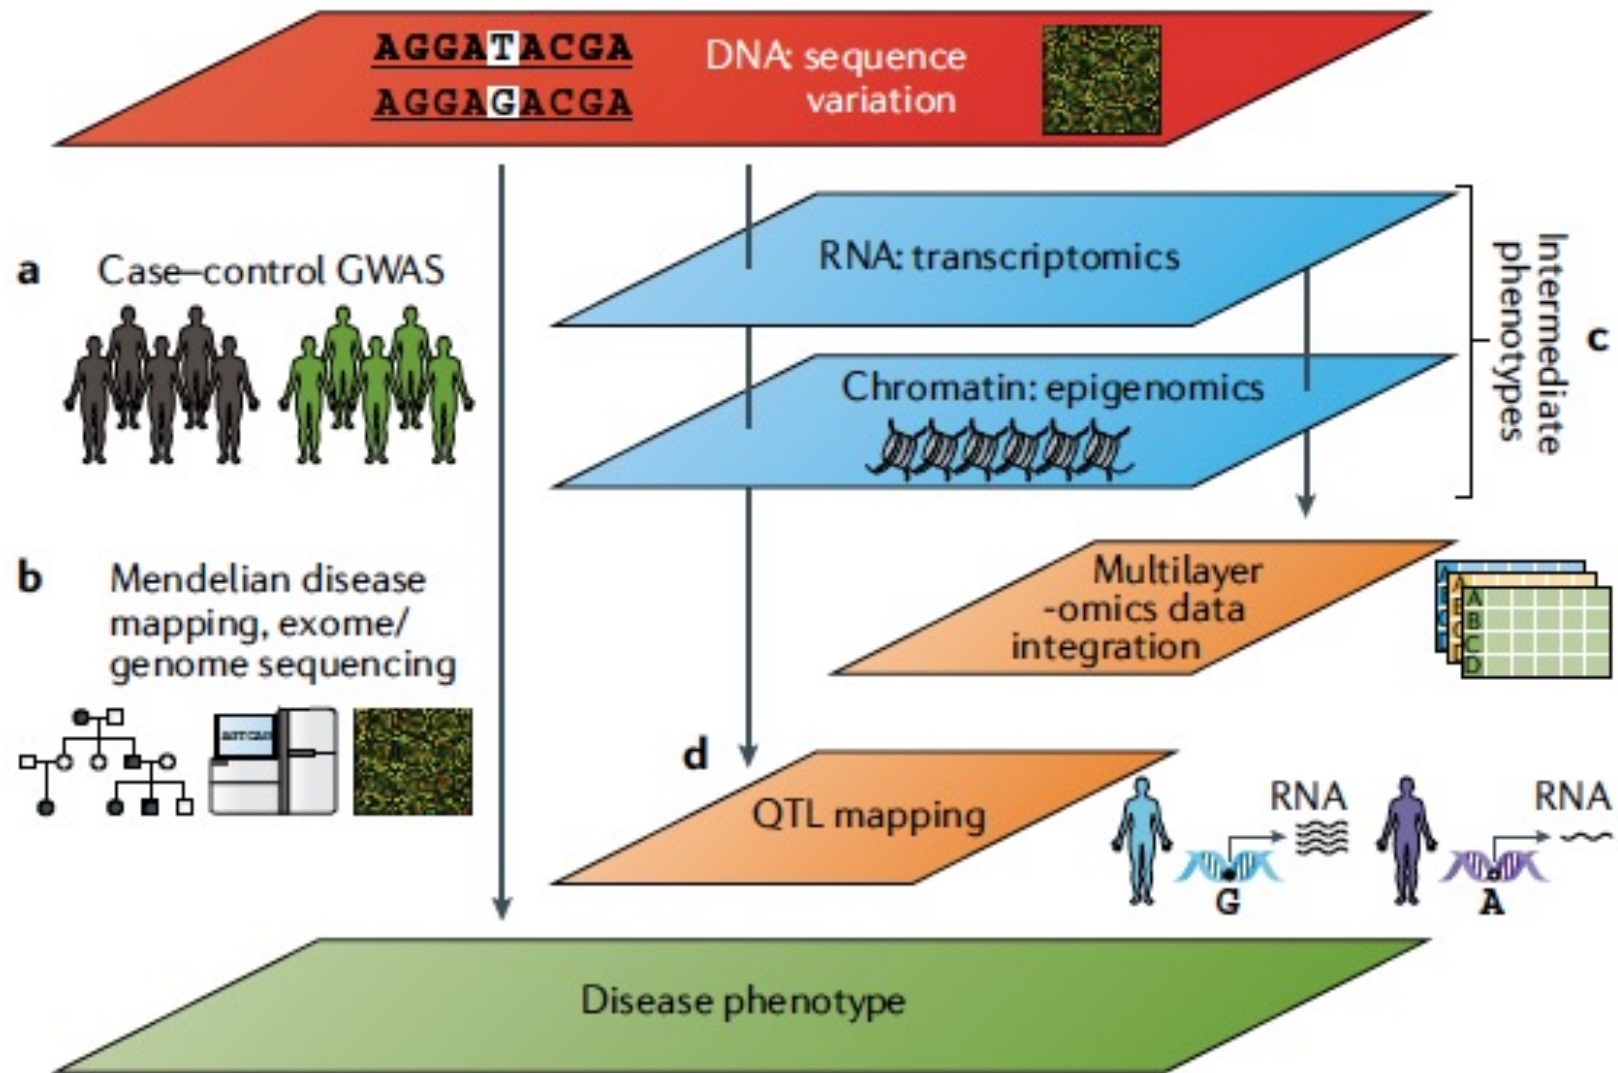 AGGATACGA
AGGAGACGA
DNA: sequence
variation
a
Case–control GWAS
RNA: transcriptomics
Chromatin: epigenomics
Intermediate
phenotypes
c
b
Mendelian disease
mapping, exome/
genome sequencing
Multilayer
-omics data
integration
A
A
A
B
C
D
d
QTL mapping
RNA
G
RNA
A
Disease phenotype